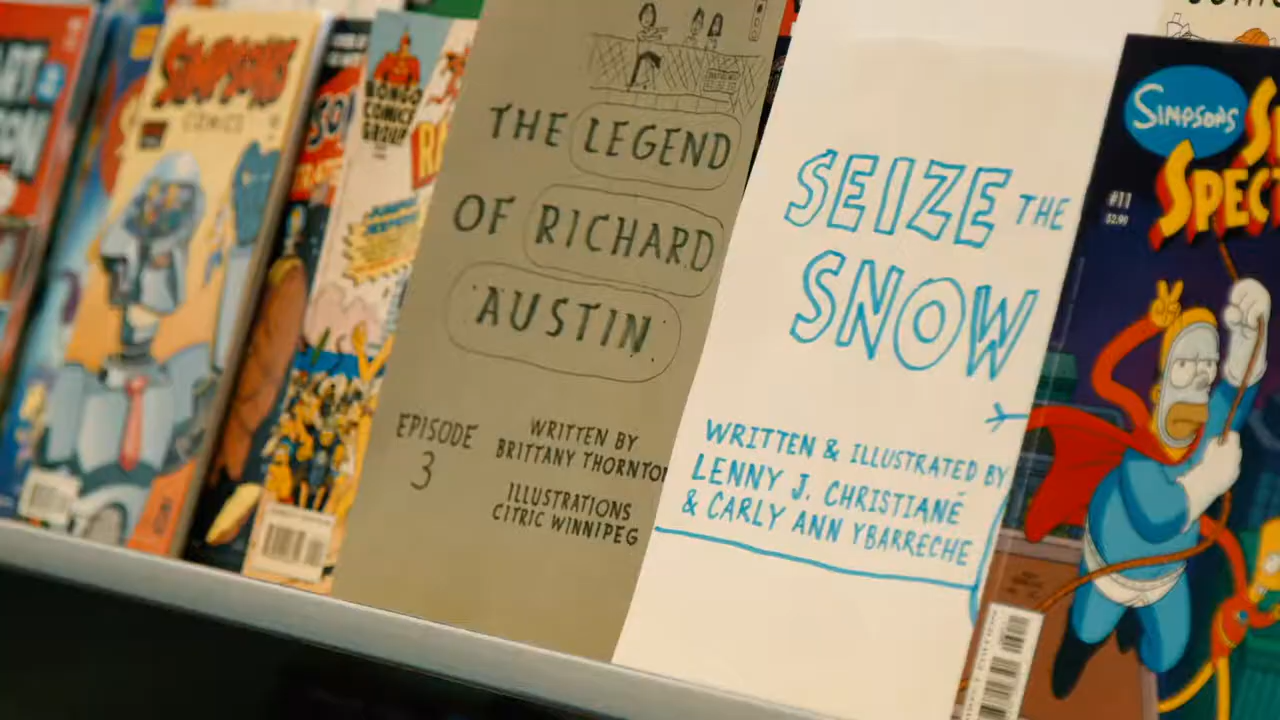 SIMPSONS
COMICS
BONGO
COMICS
GROUP
THE LEGEND
OF RICHARD
AUSTIN
EPISODE
3
WRITTEN BY
BRITTANY THORNTON
ILLUSTRATIONS
CITRIC WINNIPEG
SEIZE THE
SNOW
WRITTEN & ILLUSTRATED BY
LENNY J. CHRISTIANÉ
& CARLY ANN YBARRECHE
SIMPSONS
#11
$2.99